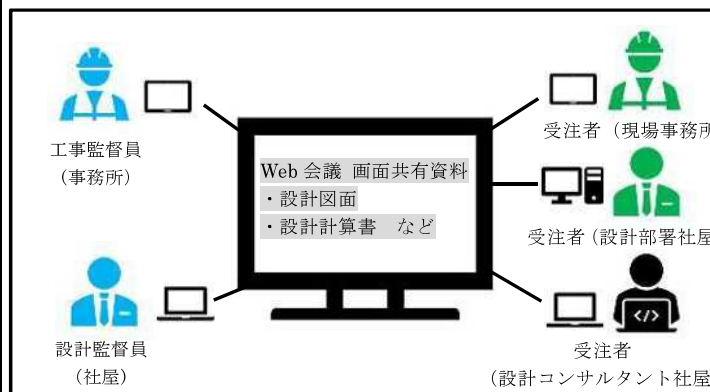 工事監督員
（事務所）
Web 会議 画面共有資料
・設計図面
・設計計算書　など
設計監督員
（社屋）
受注者（現場事務所
受注者（設計部署社屋
受注者
（設計コンサルタント社屋